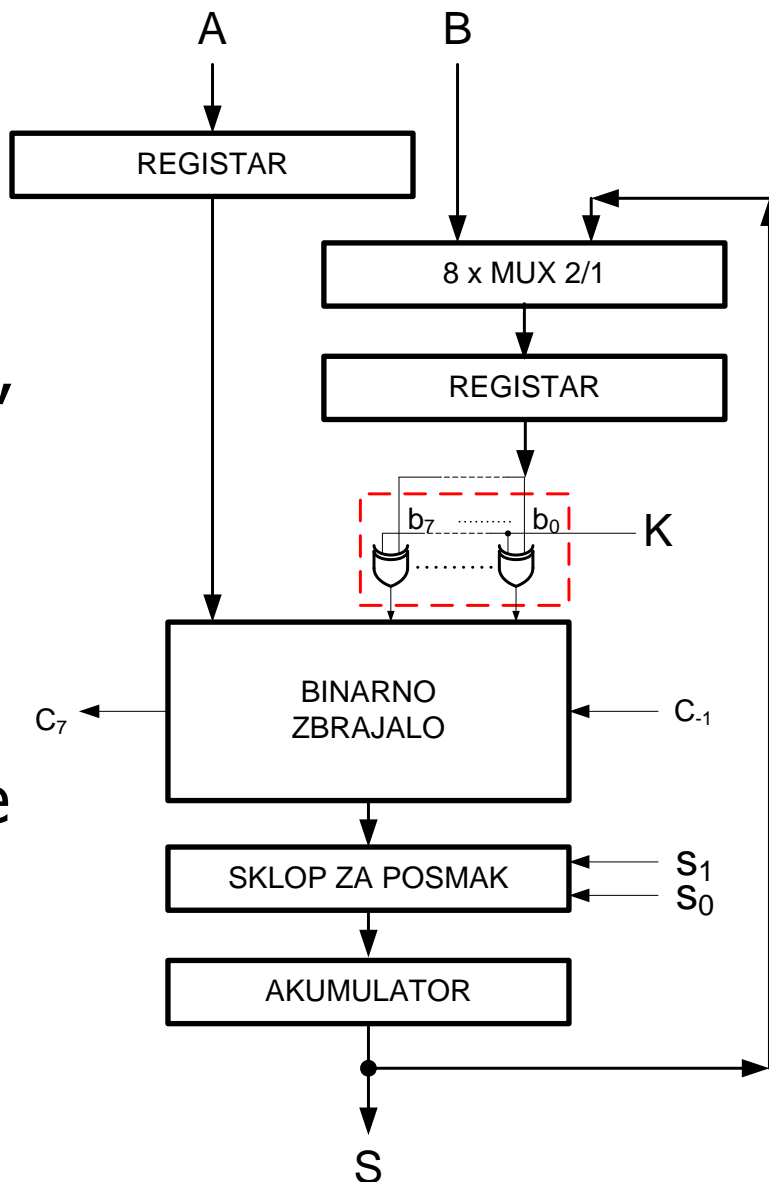 A B
REGISTAR
8 x MUX 2/1
,
REGISTAR
b7 ......... b0 K
BINARNO
ZBRAJALO
C7 C-1
e
SKLOP ZA POSMAK
S1
S0
AKUMULATOR
S